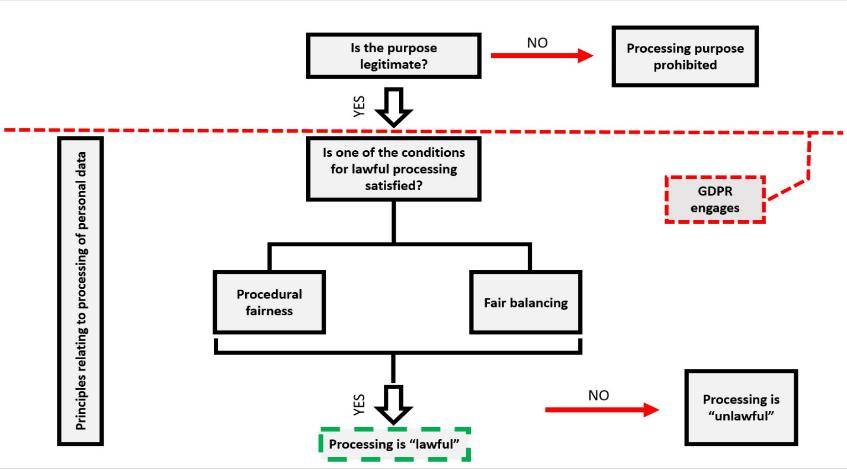 Is the purpose
legitimate?
NO
Processing purpose
prohibited
YES
Principles relating to processing of personal data
Is one of the conditions
for lawful processing
satisfied?
GDPR
engages
Procedural
fairness
Fair balancing
YES
NO
Processing is
“unlawful”
Processing is “lawful”